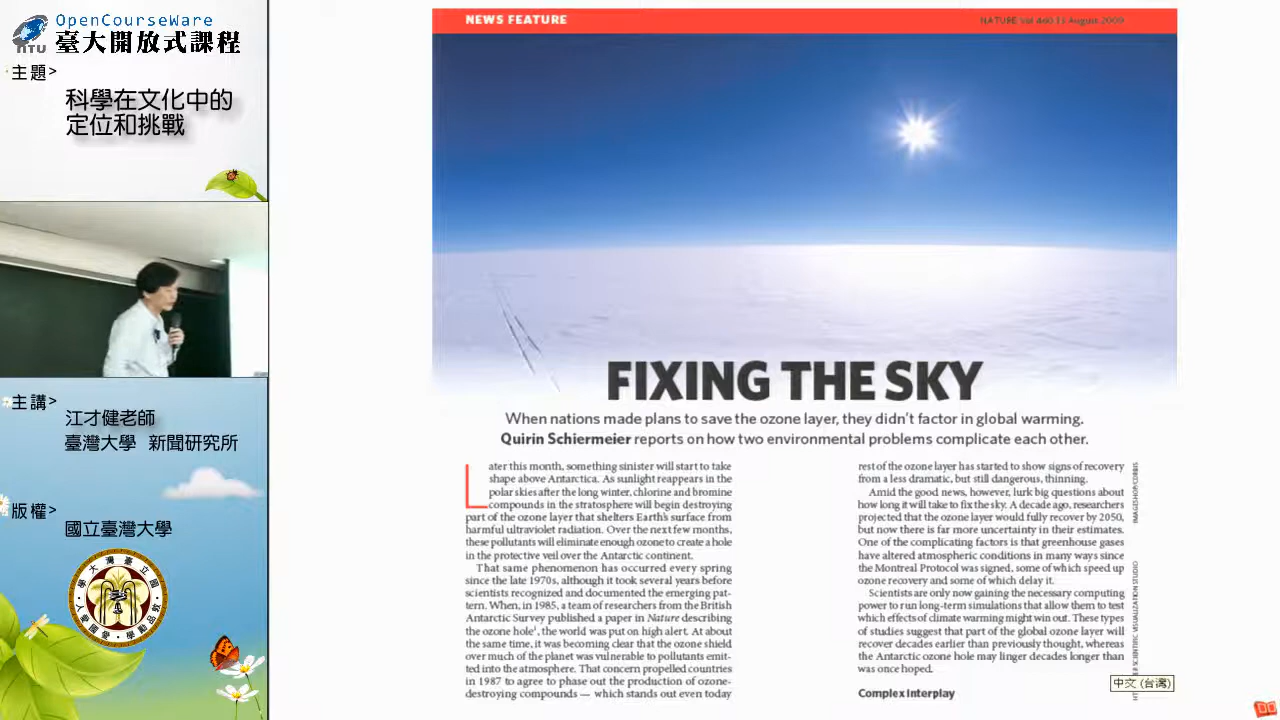 OpenCourseWare
NTU 臺大開放式課程
主題>
科學在文化中的
定位和挑戰
主講>
江才健老師
臺灣大學 新聞研究所
版權>
國立臺灣大學
NEWS FEATURE
NATURE Vol 460 13 August 2009
FIXING THE SKY
When nations made plans to save the ozone layer, they didn't factor in global warming.
Quirin Schiermeier reports on how two environmental problems complicate each other.
Later this month, something sinister will start to take
shape above Antarctica. As sunlight reappears in the
polar skies after the long winter, chlorine and bromine
compounds in the stratosphere will begin destroying
part of the ozone layer that shelters Earth's surface from
harmful ultraviolet radiation. Over the next few months,
these pollutants will eliminate enough ozone to create a hole
in the protective veil over the Antarctic continent.
That same phenomenon has occurred every spring
since the late 1970s, although it took several years before
scientists recognized and documented the emerging pat-
tern. When, in 1985, a team of researchers from the British
Antarctic Survey published a paper in Nature describing
the ozone hole¹, the world was put on high alert. At about
the same time, it was becoming clear that the ozone shield
over much of the planet was vulnerable to pollutants emit-
ted into the atmosphere. That concern propelled countries
in 1987 to agree to phase out the production of ozone-
destroying compounds — which stands out even today
rest of the ozone layer has started to show signs of recovery
from a less dramatic, but still dangerous, thinning.
Amid the good news, however, lurk big questions about
how long it will take to fix the sky. A decade ago, researchers
projected that the ozone layer would fully recover by 2050,
but now there is far more uncertainty in their estimates.
One of the complicating factors is that greenhouse gases
have altered atmospheric conditions in many ways since
the Montreal Protocol was signed, some of which speed up
ozone recovery and some of which delay it.
Scientists are only now gaining the necessary computing
power to run long-term simulations that allow them to test
which effects of climate warming might win out. These types
of studies suggest that part of the global ozone layer will
recover decades earlier than previously thought, whereas
the Antarctic ozone hole may linger decades longer than
was once hoped.
Complex interplay
IMAGESHOP/CORBIS
SCIENTIFIC VISUALIZATION STUDIO
中文 (台灣)